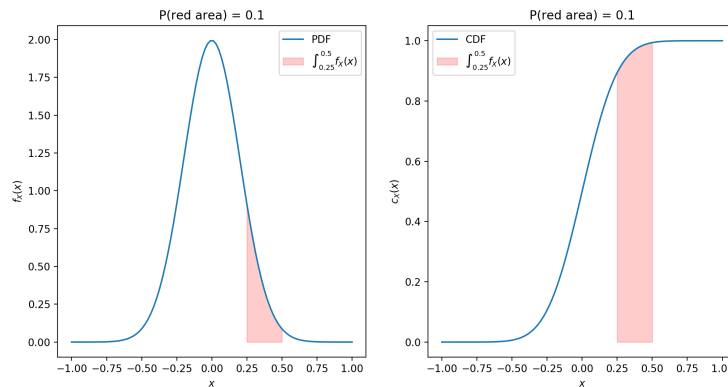 P(red area) = 0.1
2.00
1.75
1.50
1.25
1.00
0.75
0.50
0.25
0.00
f_X(x)
PDF
∫_{0.25}^{0.5} f_X(x)
−1.00 −0.75 −0.50 −0.25 0.00 0.25 0.50 0.75 1.00
x
P(red area) = 0.1
1.0
0.8
0.6
0.4
0.2
0.0
c_X(x)
CDF
∫_{0.25}^{0.5} f_X(x)
−1.00 −0.75 −0.50 −0.25 0.00 0.25 0.50 0.75 1.0
x